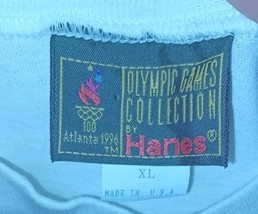 OLYMPIC GAMES
COLLECTION
BY
Hanes®
100
Atlanta 1996
TM
XL
MADE IN U.S.A